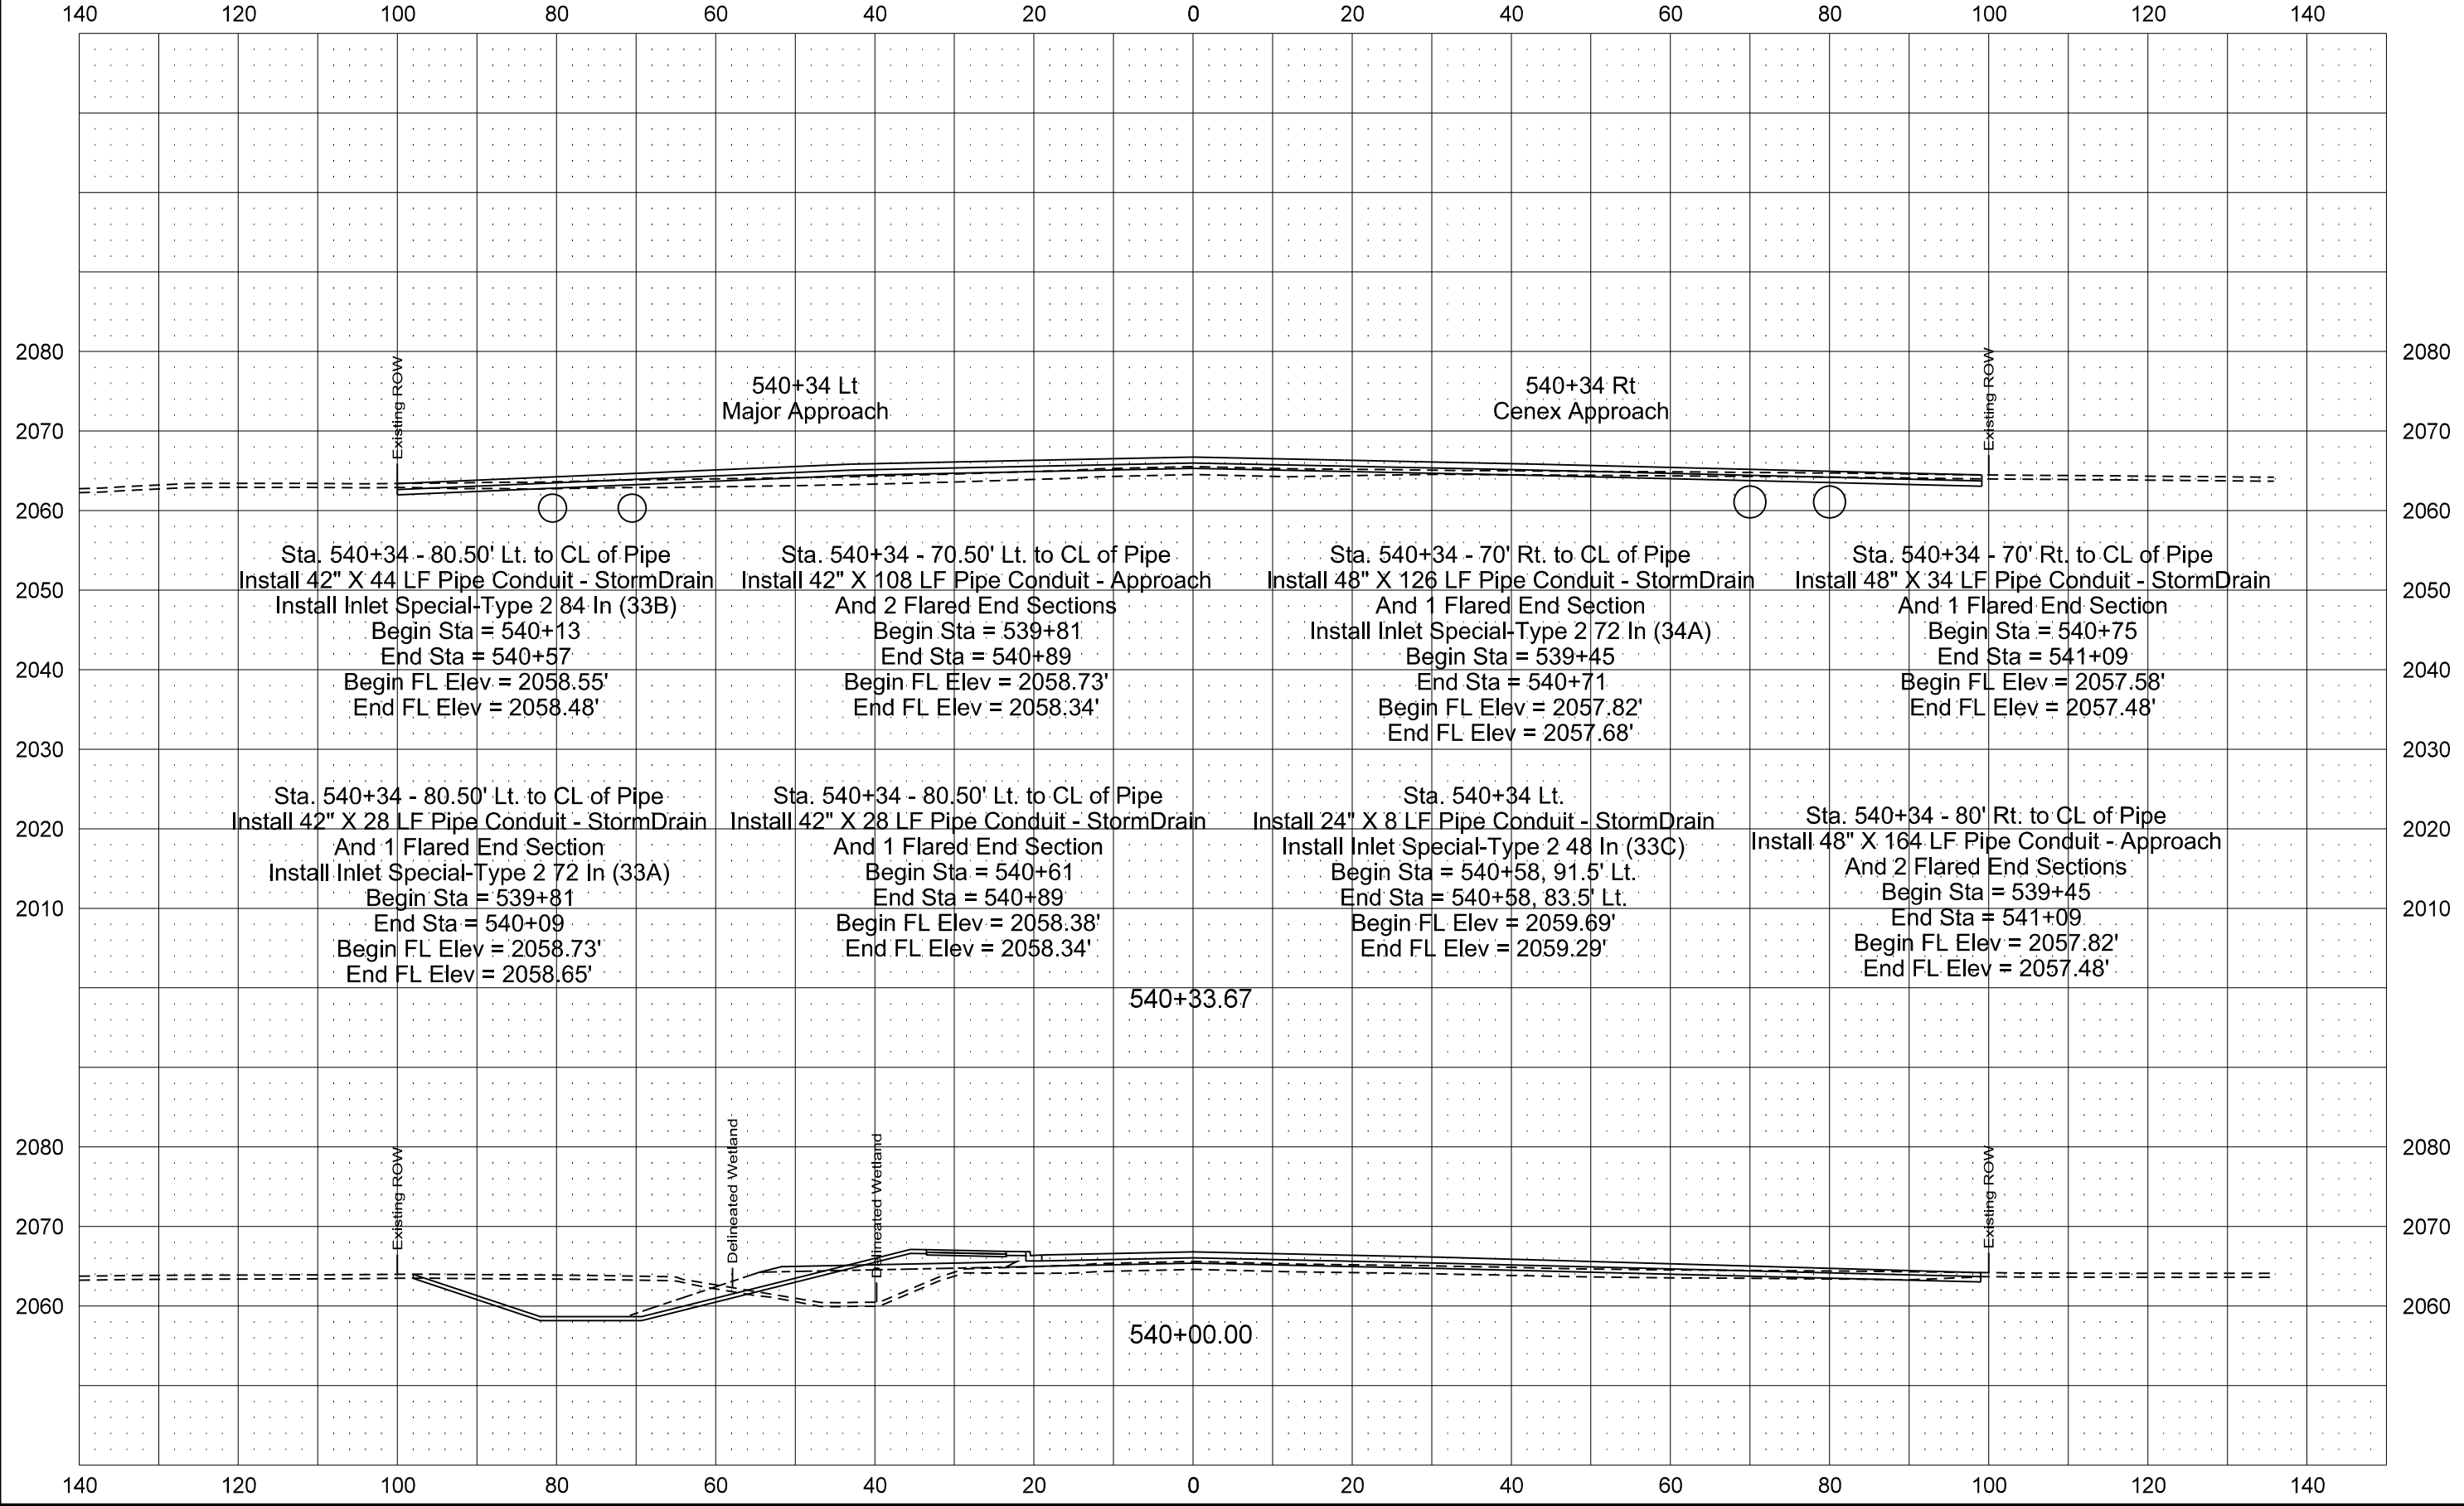 140 120 100 80 60 40 20 0 20 40 60 80 100 120 140
2080 2080
Existing ROW
Existing ROW
540+34 Lt
Major Approach
540+34 Rt
Cenex Approach
2070 2070
2060 2060
Sta. 540+34 - 80.50' Lt. to CL of Pipe
Install 42" X 44 LF Pipe Conduit - StormDrain
Install Inlet Special-Type 2 84 In (33B)
Begin Sta = 540+13
End Sta = 540+57
Begin FL Elev = 2058.55'
End FL Elev = 2058.48'
Sta. 540+34 - 70.50' Lt. to CL of Pipe
Install 42" X 108 LF Pipe Conduit - Approach
And 2 Flared End Sections
Begin Sta = 539+81
End Sta = 540+89
Begin FL Elev = 2058.73'
End FL Elev = 2058.34'
Sta. 540+34 - 70' Rt. to CL of Pipe
Install 48" X 126 LF Pipe Conduit - StormDrain
And 1 Flared End Section
Install Inlet Special-Type 2 72 In (34A)
Begin Sta = 539+45
End Sta = 540+71
Begin FL Elev = 2057.82'
End FL Elev = 2057.68'
Sta. 540+34 - 70' Rt. to CL of Pipe
Install 48" X 34 LF Pipe Conduit - StormDrain
And 1 Flared End Section
Begin Sta = 540+75
End Sta = 541+09
Begin FL Elev = 2057.58'
End FL Elev = 2057.48'
2050 2050
2040 2040
2030 2030
Sta. 540+34 - 80.50' Lt. to CL of Pipe
Install 42" X 28 LF Pipe Conduit - StormDrain
And 1 Flared End Section
Install Inlet Special-Type 2 72 In (33A)
Begin Sta = 539+81
End Sta = 540+09
Begin FL Elev = 2058.73'
End FL Elev = 2058.65'
Sta. 540+34 - 80.50' Lt. to CL of Pipe
Install 42" X 28 LF Pipe Conduit - StormDrain
And 1 Flared End Section
Begin Sta = 540+61
End Sta = 540+89
Begin FL Elev = 2058.38'
End FL Elev = 2058.34'
Sta. 540+34 Lt.
Install 24" X 8 LF Pipe Conduit - StormDrain
Install Inlet Special-Type 2 48 In (33C)
Begin Sta = 540+58, 91.5' Lt.
End Sta = 540+58, 83.5' Lt.
Begin FL Elev = 2059.69'
End FL Elev = 2059.29'
Sta. 540+34 - 80' Rt. to CL of Pipe
Install 48" X 164 LF Pipe Conduit - Approach
And 2 Flared End Sections
Begin Sta = 539+45
End Sta = 541+09
Begin FL Elev = 2057.82'
End FL Elev = 2057.48'
2020 2020
2010 2010
540+33.67
2080 2080
Existing ROW
Delineated Wetland
Delineated Wetland
Existing ROW
2070 2070
2060 2060
540+00.00
140 120 100 80 60 40 20 0 20 40 60 80 100 120 140